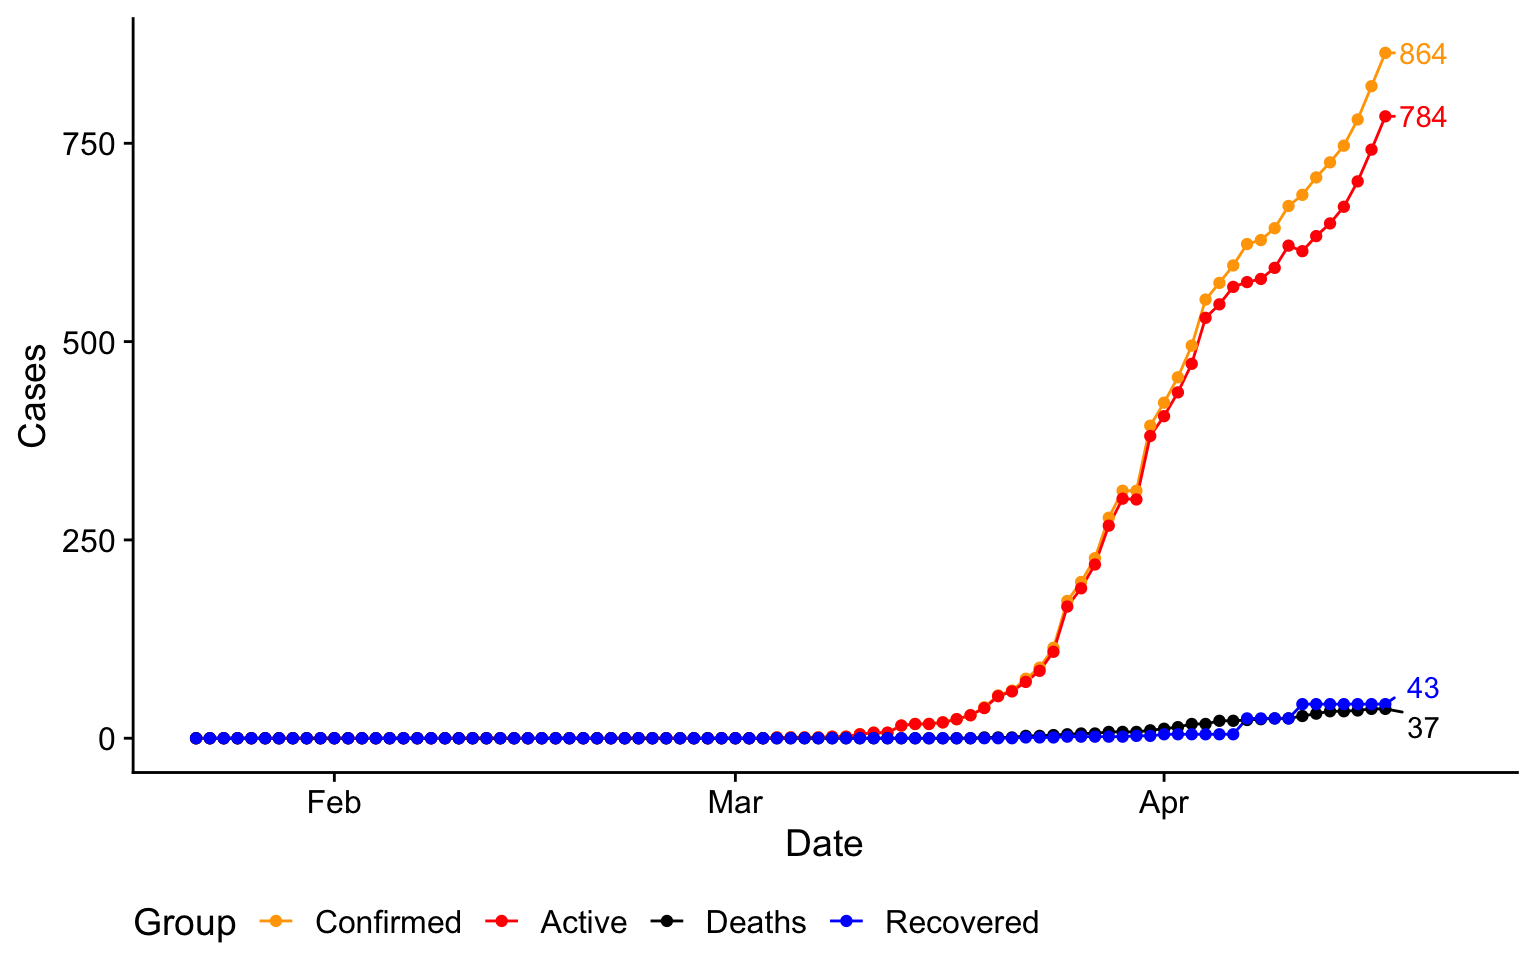 864
784
750
500
250
0
43
37
Cases
Feb Mar Apr
Date
Group Confirmed Active Deaths Recovered